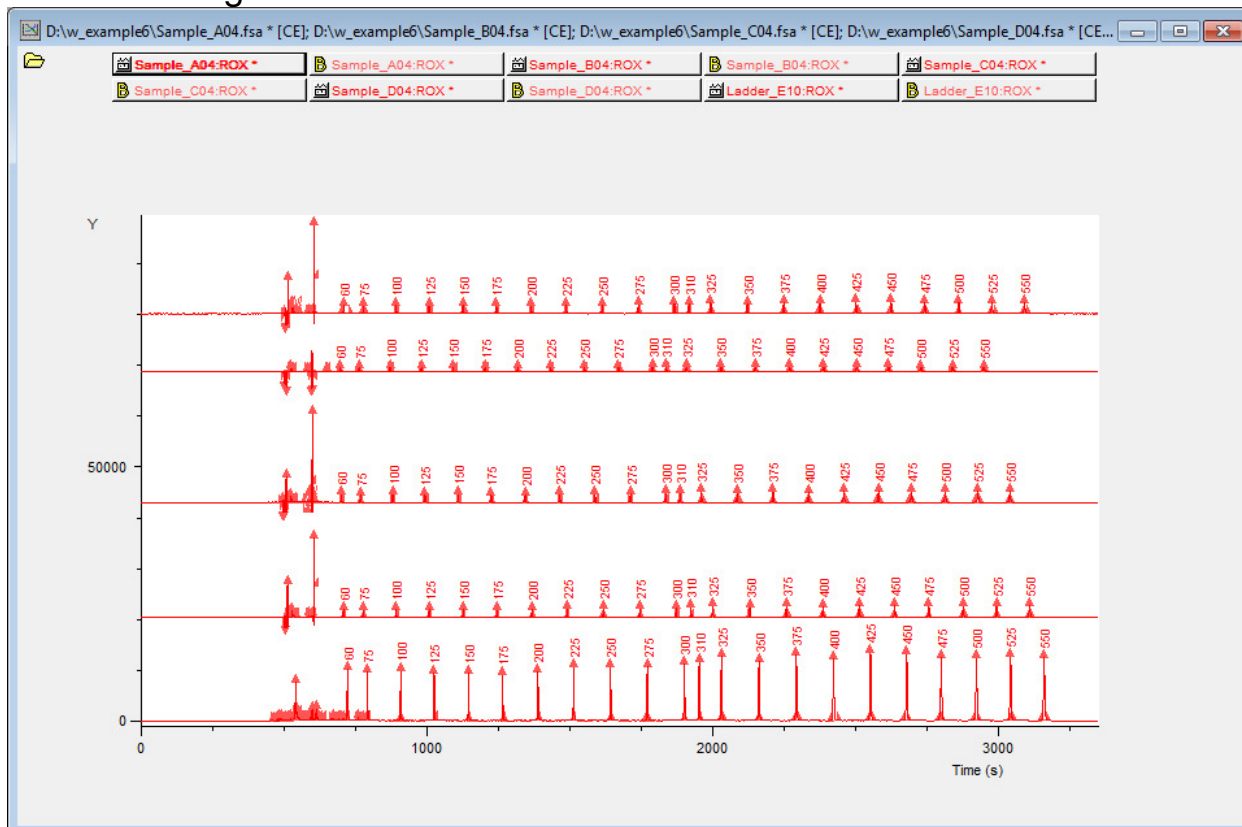 D:\w_example6\Sample_A04.fsa * [CE]; D:\w_example6\Sample_B04.fsa * [CE]; D:\w_example6\Sample_C04.fsa * [CE]; D:\w_example6\Sample_D04.fsa * [CE...
Sample_A04:ROX * Sample_A04:ROX * Sample_B04:ROX * Sample_B04:ROX * Sample_C04:ROX *
Sample_C04:ROX * Sample_D04:ROX * Sample_D04:ROX * Ladder_E10:ROX * Ladder_E10:ROX *
Y
60 75 100 125 150 175 200 225 250 275 300 310 325 350 375 400 425 450 475 500 525 550
60 75 100 125 150 175 200 225 250 275 300 310 325 350 375 400 425 450 475 500 525 550
50000
60 75 100 125 150 175 200 225 250 275 300 310 325 350 375 400 425 450 475 500 525 550
60 75 100 125 150 175 200 225 250 275 300 310 325 350 375 400 425 450 475 500 525 550
60 75 100 125 150 175 200 225 250 275 300 310 325 350 375 400 425 450 475 500 525 550
0
0 1000 2000 3000
Time (s)